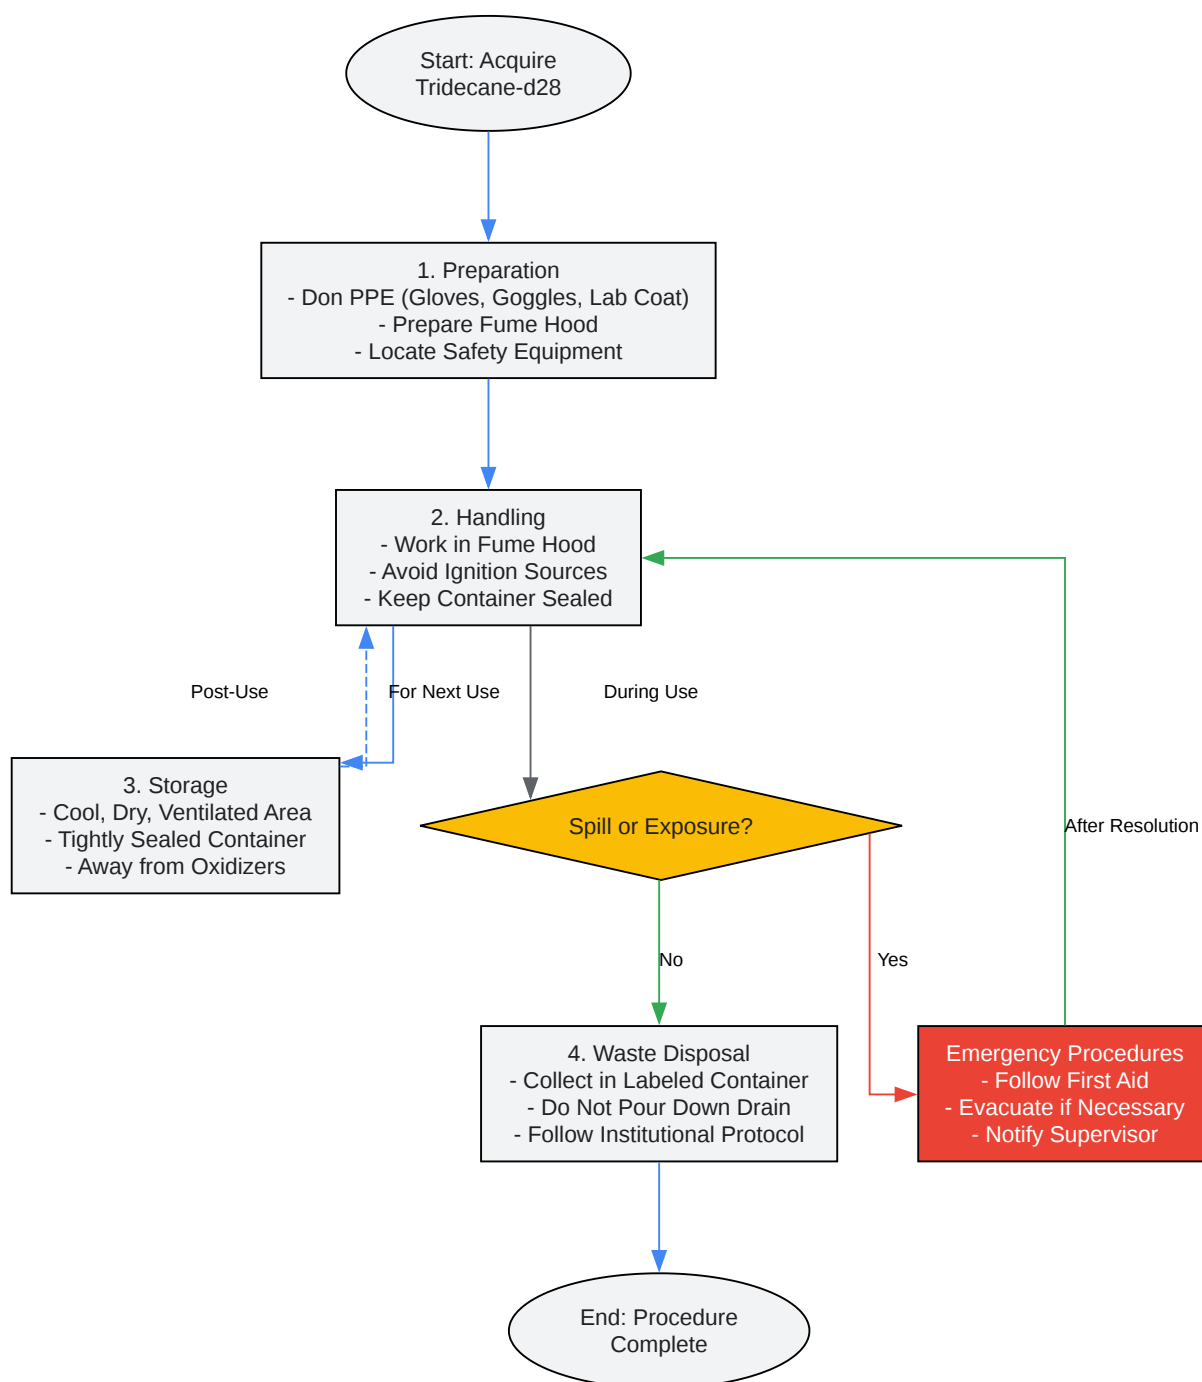 Start: Acquire
Tridecane-d28
1. Preparation
- Don PPE (Gloves, Goggles, Lab Coat)
- Prepare Fume Hood
- Locate Safety Equipment
2. Handling
- Work in Fume Hood
- Avoid Ignition Sources
- Keep Container Sealed
Post-Use
For Next Use
During Use
3. Storage
- Cool, Dry, Ventilated Area
- Tightly Sealed Container
- Away from Oxidizers
Spill or Exposure?
After Resolution
No
Yes
4. Waste Disposal
- Collect in Labeled Container
- Do Not Pour Down Drain
- Follow Institutional Protocol
Emergency Procedures
- Follow First Aid
- Evacuate if Necessary
- Notify Supervisor
End: Procedure
Complete